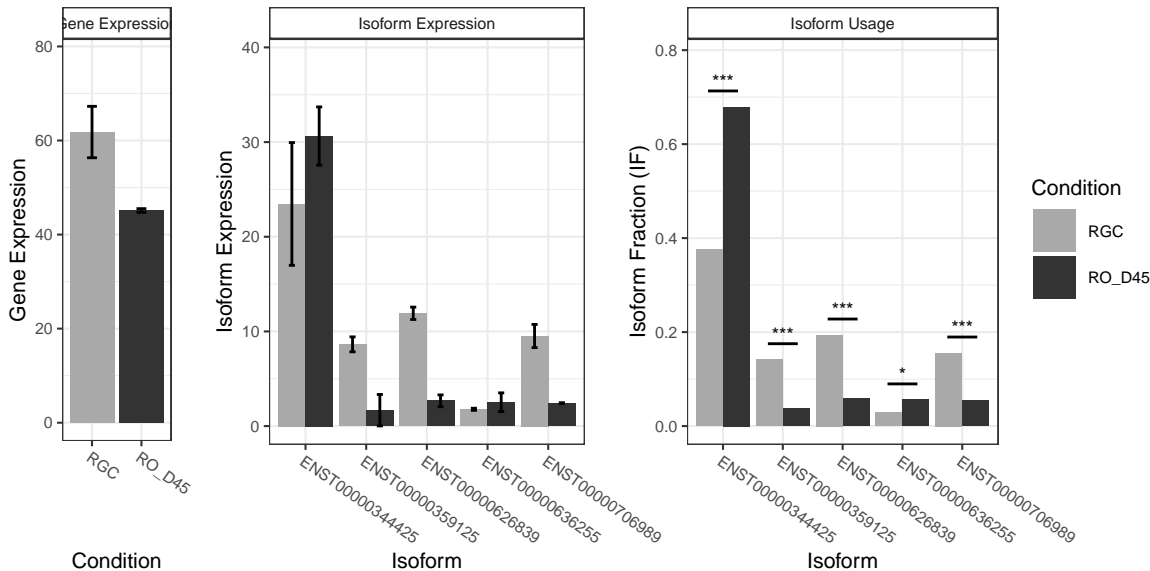 Gene Expression
Isoform Expression
Isoform Usage
Gene Expression
80
60
40
20
0
RGC
RO_D45
Condition
Isoform Expression
40
30
20
10
0
ENST00000344425
ENST00000359125
ENST00000626839
ENST00000636255
ENST00000706989
Isoform
Isoform Fraction (IF)
0.8
0.6
0.4
0.2
0.0
***
***
***
*
***
ENST00000344425
ENST00000359125
ENST00000626839
ENST00000636255
ENST00000706989
Isoform
Condition
RGC
RO_D45